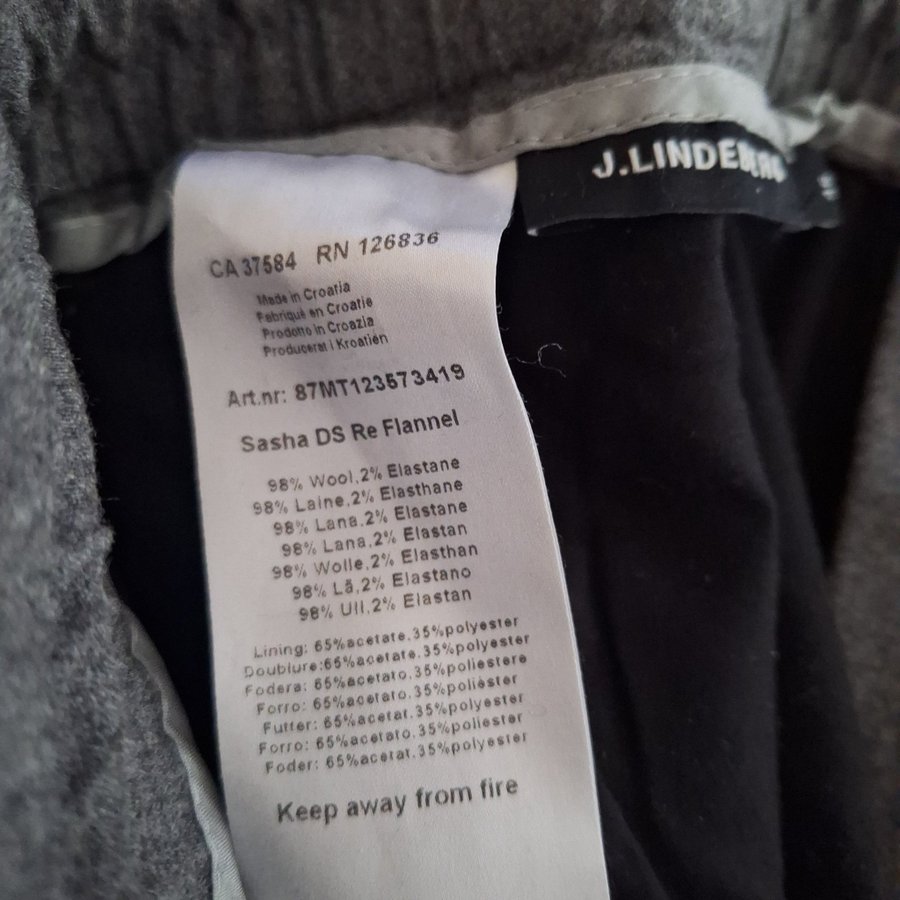 J.LINDEBERG
CA 37584 RN 126836
Made in Croatia
Fabriqué en Croatie
Prodotto in Croazia
Producerat i Kroatien
Art.nr: 87MT123573419
Sasha DS Re Flannel
98% Wool,2% Elastane
98% Laine,2% Elasthane
98% Lana,2% Elastane
98% Lana,2% Elastan
98% Wolle,2% Elasthan
98% Lã,2% Elastano
98% Ull,2% Elastan
Lining: 65%acetate,35%polyester
Doublure:65%acetate,35%polyester
Fodera: 65%acetato,35%poliestere
Forro: 65%acetato,35%poliéster
Futter: 65%acetat,35%polyester
Forro: 65%acetato,35%poliester
Foder: 65%acetat,35%polyester
Keep away from fire